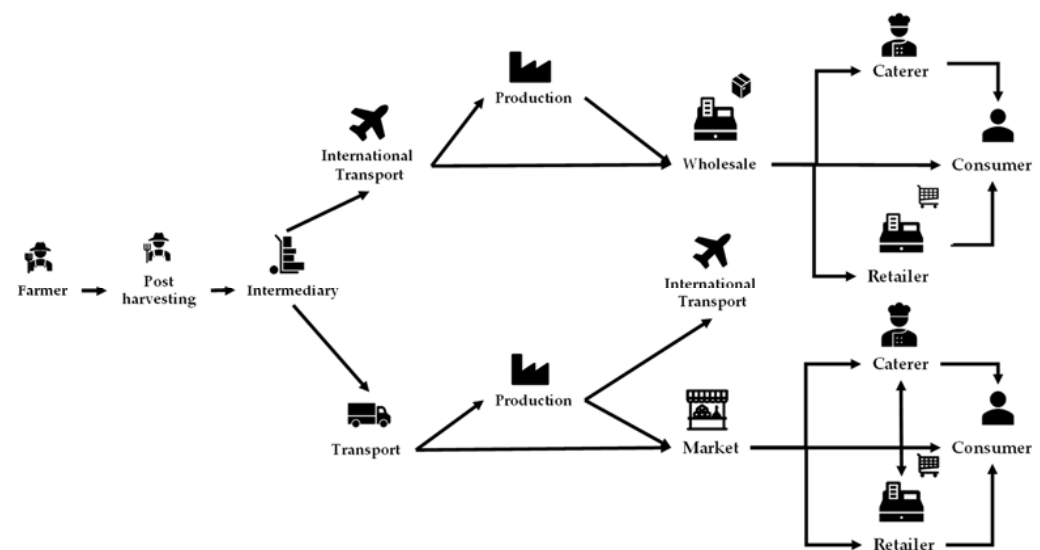 Caterer
Production
International
Transport
Wholesale
Consumer
Farmer
Post
harvesting
Intermediary
Retailer
International
Transport
Caterer
Production
Transport
Market
Consumer
Retailer